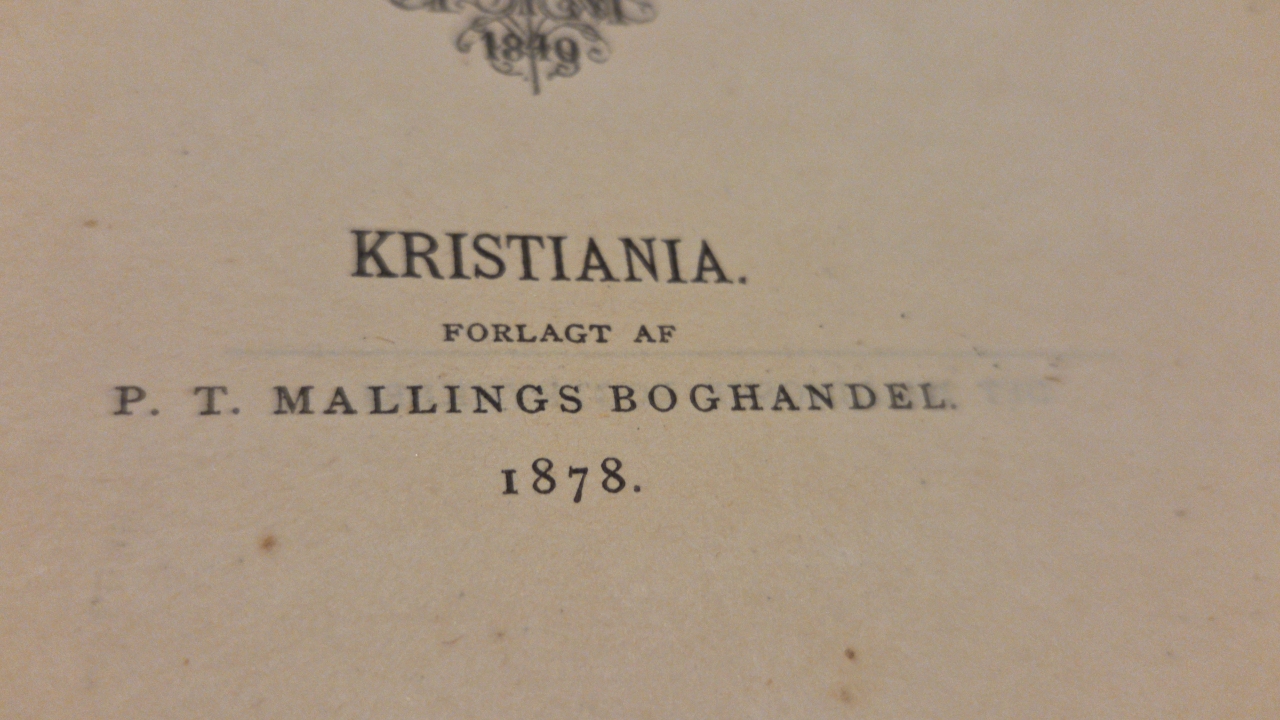 1849
KRISTIANIA.
FORLAGT AF
P. T. MALLINGS BOGHANDEL.
1878.